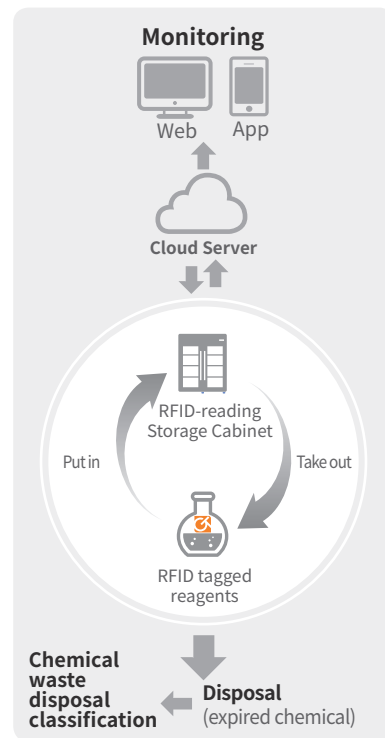 Monitoring
Web App
Cloud Server
RFID-reading
Storage Cabinet
Put in
Take out
RFID tagged
reagents
Chemical
waste
disposal
classification
Disposal
(expired chemical)